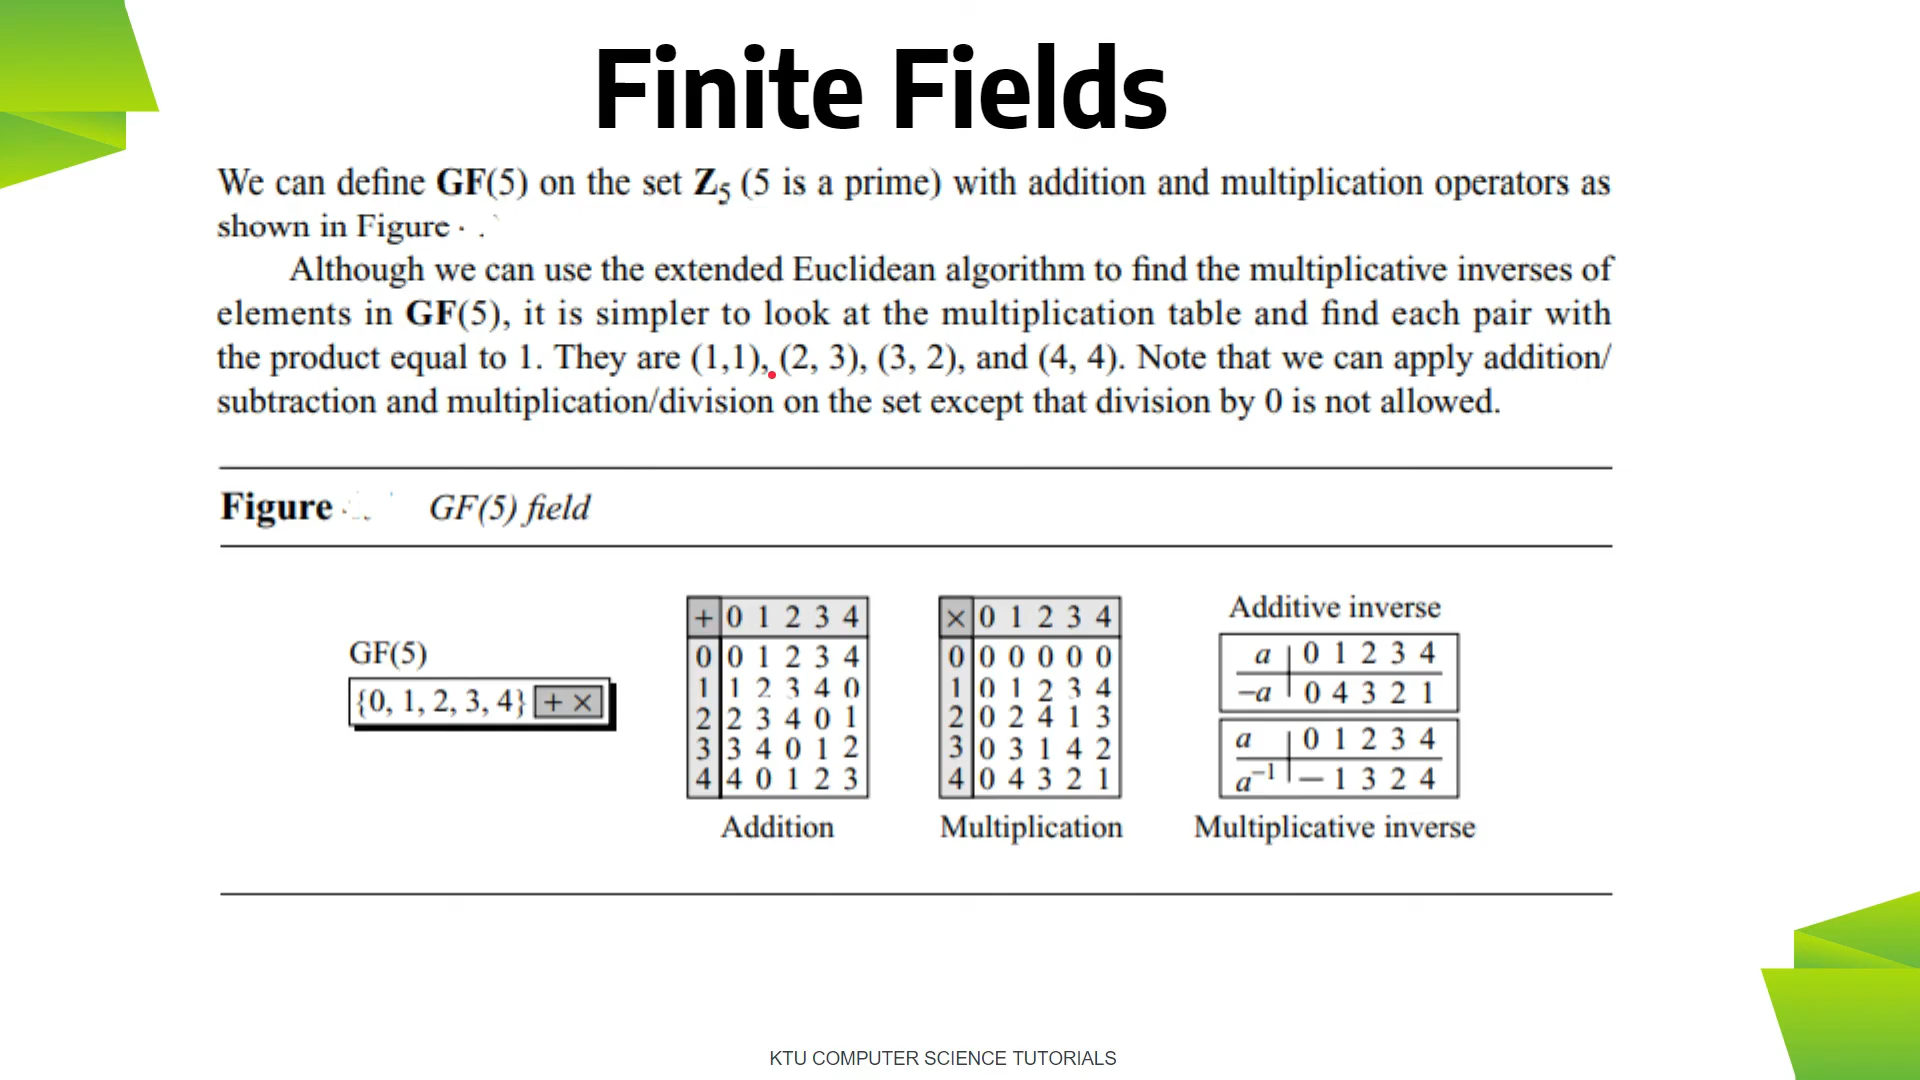 Finite Fields
We can define GF(5) on the set Z₅ (5 is a prime) with addition and multiplication operators as
shown in Figure
Although we can use the extended Euclidean algorithm to find the multiplicative inverses of
elements in GF(5), it is simpler to look at the multiplication table and find each pair with
the product equal to 1. They are (1,1), (2, 3), (3, 2), and (4, 4). Note that we can apply addition/
subtraction and multiplication/division on the set except that division by 0 is not allowed.
Figure GF(5) field
GF(5)
{0, 1, 2, 3, 4} + ×
+ 0 1 2 3 4
0 0 1 2 3 4
1 1 2 3 4 0
2 2 3 4 0 1
3 3 4 0 1 2
4 4 0 1 2 3
Addition
× 0 1 2 3 4
0 0 0 0 0 0
1 0 1 2 3 4
2 0 2 4 1 3
3 0 3 1 4 2
4 0 4 3 2 1
Multiplication
Additive inverse
a 0 1 2 3 4
−a 0 4 3 2 1
a 0 1 2 3 4
a⁻¹ — 1 3 2 4
Multiplicative inverse
KTU COMPUTER SCIENCE TUTORIALS